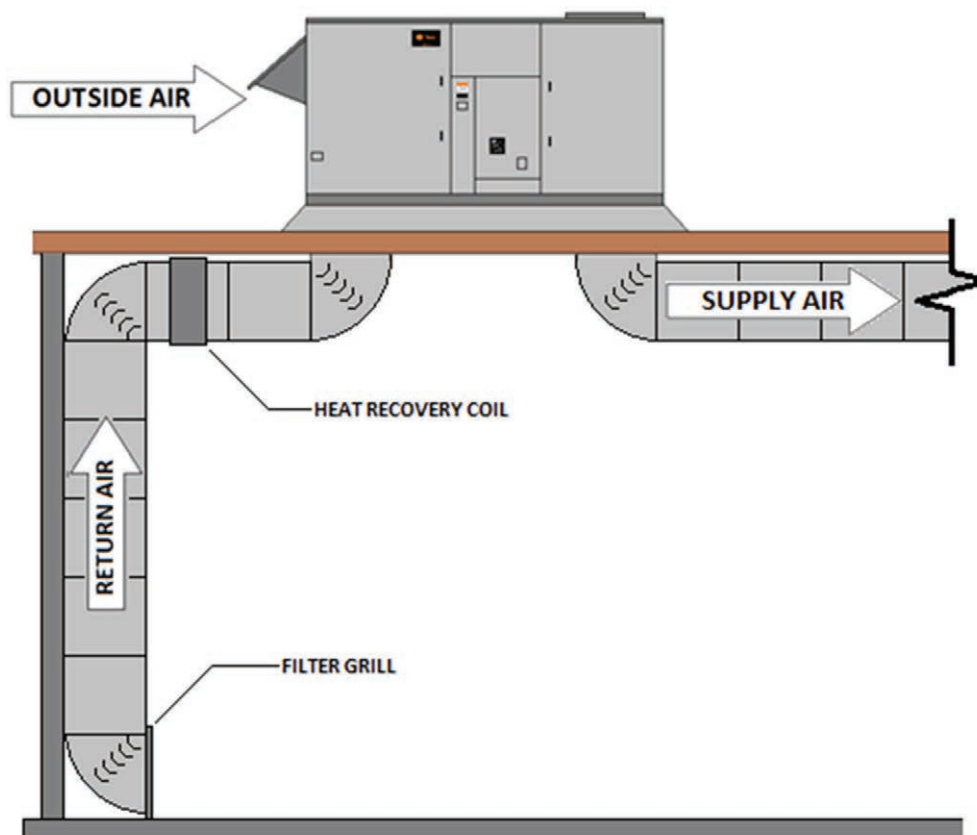 OUTSIDE AIR
SUPPLY AIR
HEAT RECOVERY COIL
RETURN AIR
FILTER GRILL